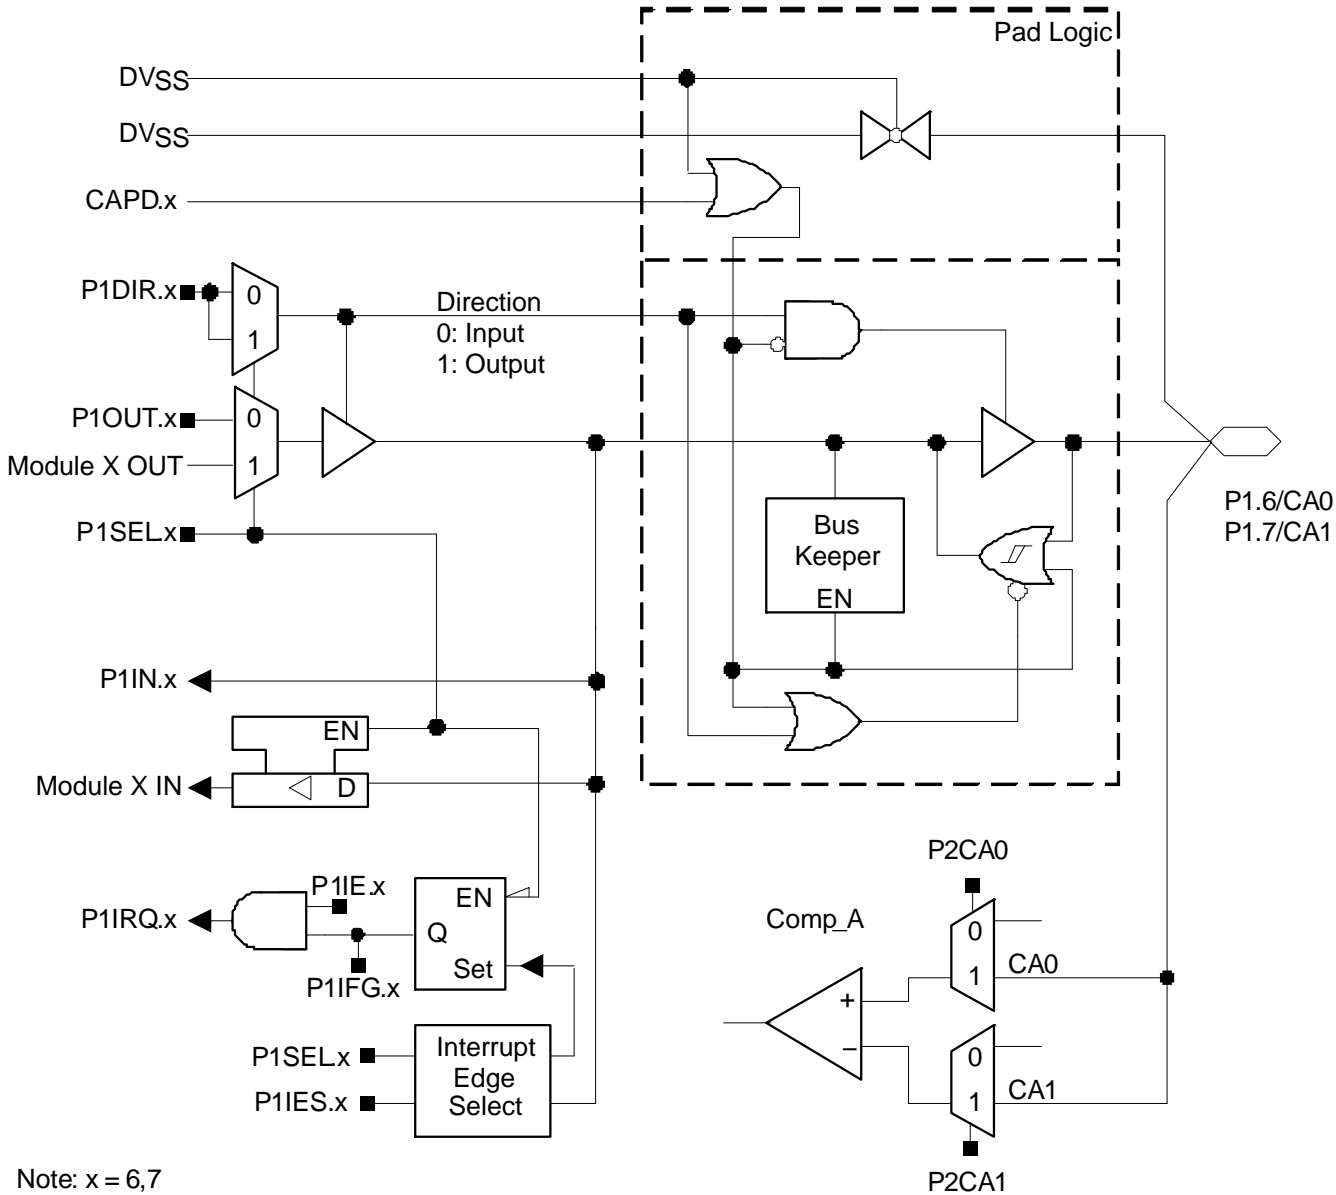 Pad Logic
DVSS
DVSS
CAPD.x
P1DIR.x
0
1
Direction
0: Input
1: Output
P1OUT.x
0
Module X OUT
1
P1SEL.x
P1.6/CA0
P1.7/CA1
Bus
Keeper
EN
P1IN.x
EN
Module X IN
D
P1IRQ.x
P1IE.x
P1IFG.x
EN
Q
Set
P1SEL.x
P1IES.x
Interrupt
Edge
Select
P2CA0
Comp_A
0
1
CA0
+
−
0
1
CA1
P2CA1
Note: x = 6,7